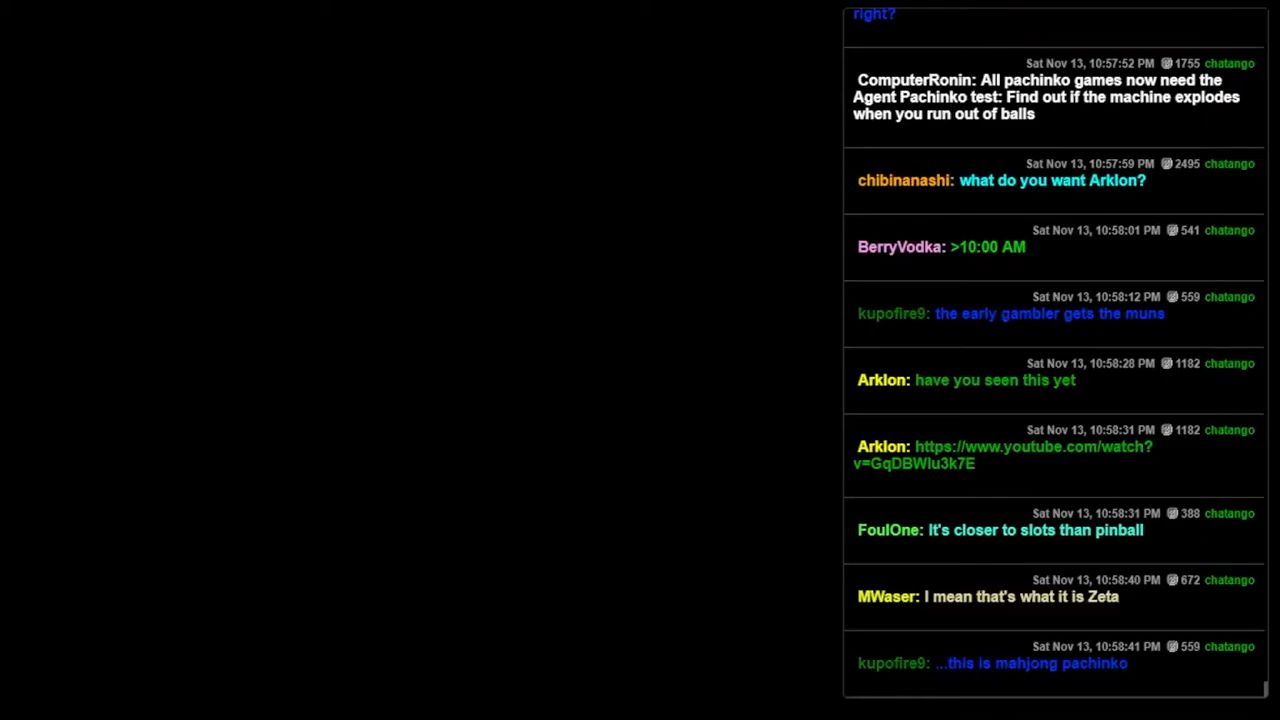 right?
Sat Nov 13, 10:57:52 PM 1755 chatango
ComputerRonin: All pachinko games now need the
Agent Pachinko test: Find out if the machine explodes
when you run out of balls
Sat Nov 13, 10:57:59 PM 2495 chatango
chibinanashi: what do you want Arklon?
Sat Nov 13, 10:58:01 PM 541 chatango
BerryVodka: >10:00 AM
Sat Nov 13, 10:58:12 PM 559 chatango
kupofire9: the early gambler gets the muns
Sat Nov 13, 10:58:28 PM 1182 chatango
Arklon: have you seen this yet
Sat Nov 13, 10:58:31 PM 1182 chatango
Arklon: https://www.youtube.com/watch?
v=GqDBWlu3k7E
Sat Nov 13, 10:58:31 PM 388 chatango
FoulOne: It's closer to slots than pinball
Sat Nov 13, 10:58:40 PM 672 chatango
MWaser: I mean that's what it is Zeta
Sat Nov 13, 10:58:41 PM 559 chatango
kupofire9: ...this is mahjong pachinko